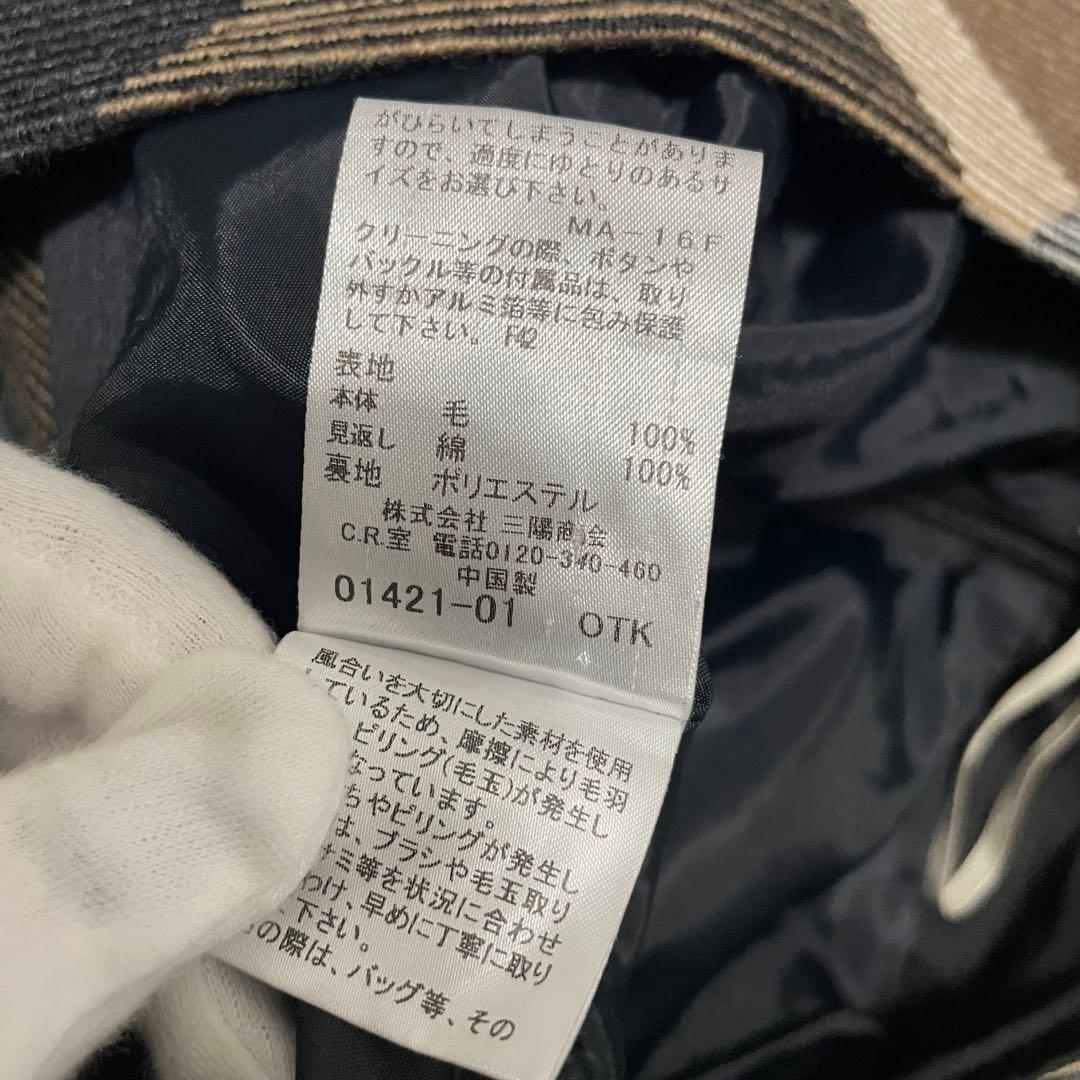 がひらいてしまうことがありま
すので、適度にゆとりのあるサ
イズをお選び下さい。
MA-16F
クリーニングの際、ボタンや
バックル等の付属品は、取り
外すかアルミ箔等に包み保護
して下さい。 F42
表地
本体 毛 100%
見返し 綿 100%
裏地 ポリエステル
株式会社 三陽商会
C.R.室 電話0120-340-460
中国製
01421-01 OTK
風合いを大切にした素材を使用
しているため、摩擦により毛羽
ピリング(毛玉)が発生し
なっています。
ちやピリングが発生し
は、ブラシや毛玉取り
サミ等を状況に合わせ
わけ、早めに丁寧に取り
下さい。
の際は、バッグ等、その